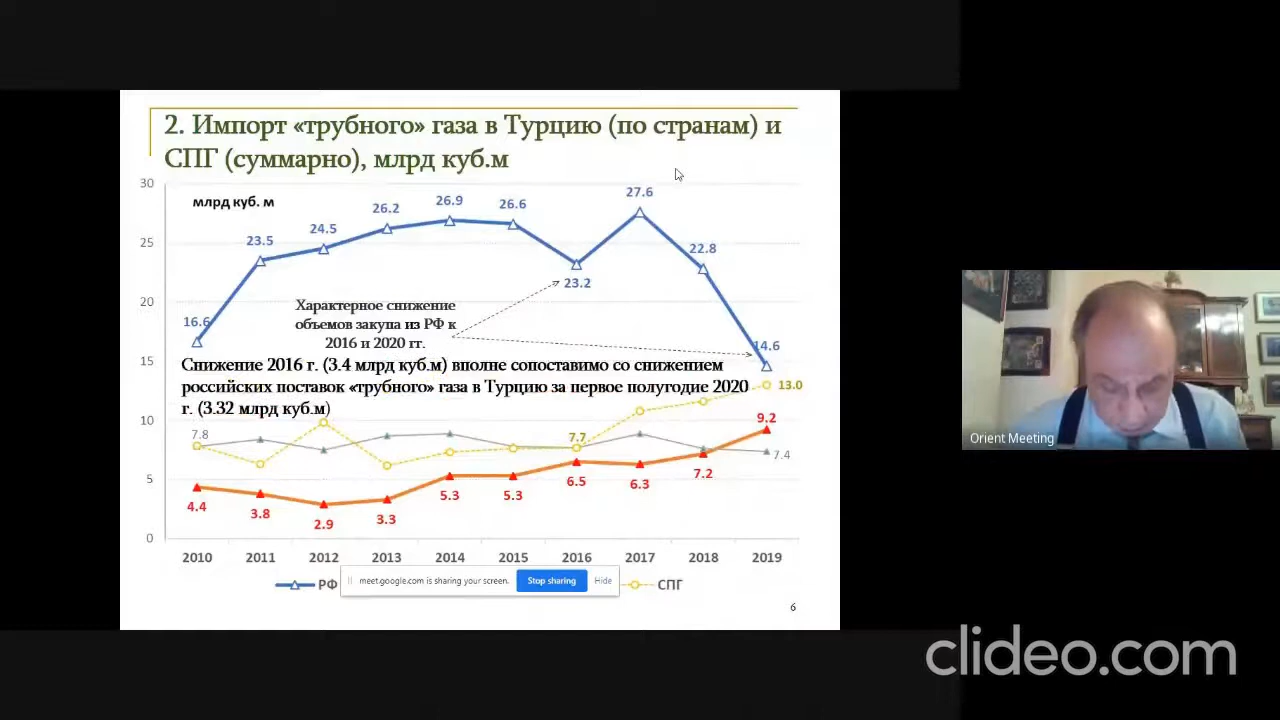 2. Импорт «трубного» газа в Турцию (по странам) и
СПГ (суммарно), млрд куб.м
30
млрд куб. м
27.6
26.9
26.2
26.6
24.5
23.5
22.8
25
23.2
20
Характерное снижение
объемов закупа из РФ к
2016 и 2020 гг.
16.6
14.6
15
Снижение 2016 г. (3.4 млрд куб.м) вполне сопоставимо со снижением
российских поставок «трубного» газа в Турцию за первое полугодие 2020
г. (3.32 млрд куб.м)
13.0
10
9.2
7.8
7.7
7.4
5
4.4
3.8
2.9
3.3
5.3
5.3
6.5
6.3
7.2
0
2010 2011 2012 2013 2014 2015 2016 2017 2018 2019
РФ
meet.google.com is sharing your screen.
Stop sharing
Hide
СПГ
6
Orient Meeting
clideo.com